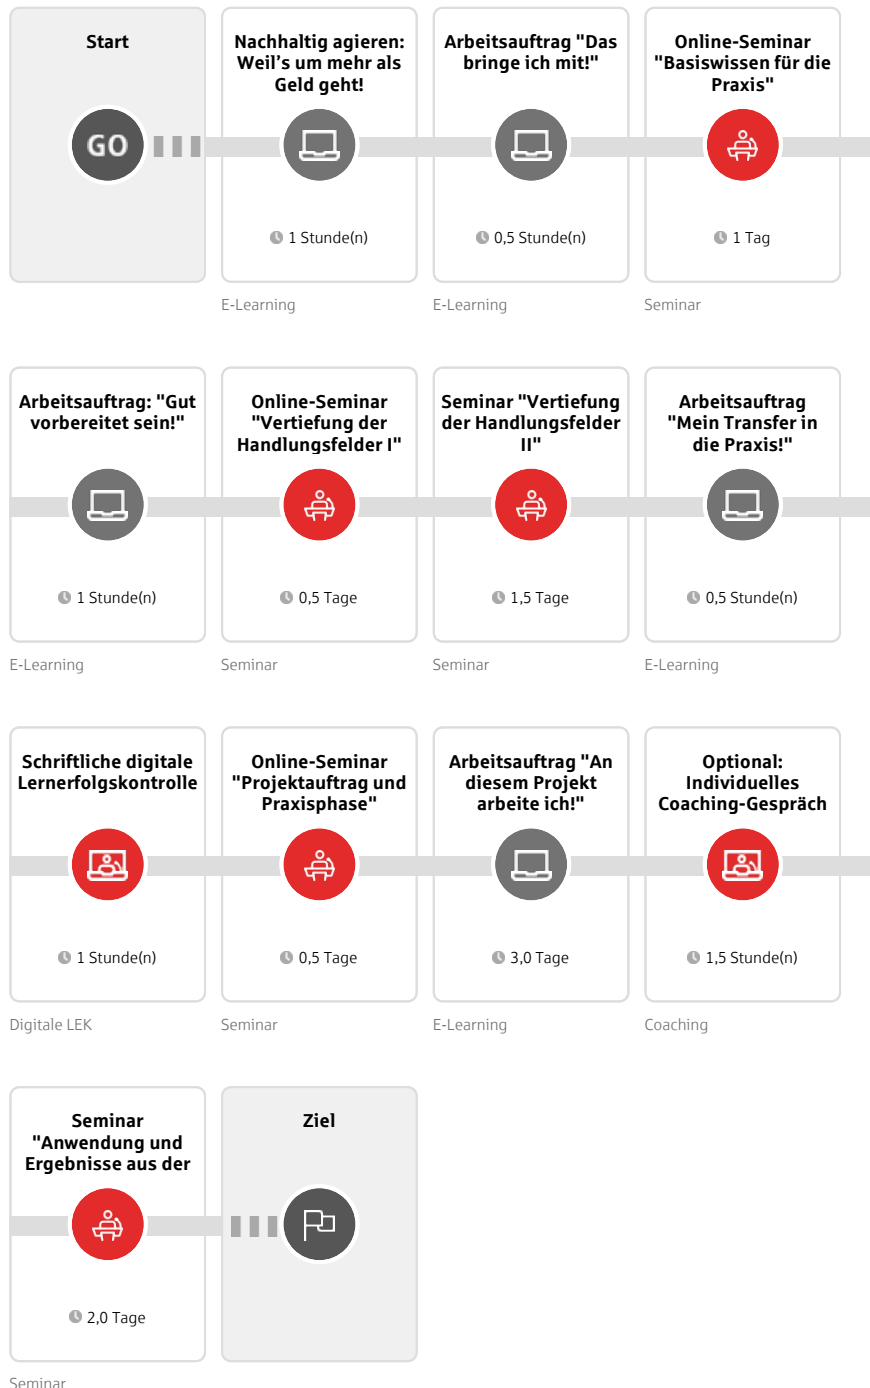 Start
GO
Nachhaltig agieren:
Weil's um mehr als
Geld geht!
1 Stunde(n)
E-Learning
Arbeitsauftrag "Das
bringe ich mit!"
0,5 Stunde(n)
E-Learning
Online-Seminar
"Basiswissen für die
Praxis"
1 Tag
Seminar
Arbeitsauftrag: "Gut
vorbereitet sein!"
1 Stunde(n)
E-Learning
Online-Seminar
"Vertiefung der
Handlungsfelder I"
0,5 Tage
Seminar
Seminar "Vertiefung
der Handlungsfelder
II"
1,5 Tage
Seminar
Arbeitsauftrag
"Mein Transfer in
die Praxis!"
0,5 Stunde(n)
E-Learning
Schriftliche digitale
Lernerfolgskontrolle
1 Stunde(n)
Digitale LEK
Online-Seminar
"Projektauftrag und
Praxisphase"
0,5 Tage
Seminar
Arbeitsauftrag "An
diesem Projekt
arbeite ich!"
3,0 Tage
E-Learning
Optional:
Individuelles
Coaching-Gespräch
1,5 Stunde(n)
Coaching
Seminar
"Anwendung und
Ergebnisse aus der
2,0 Tage
Seminar
Ziel